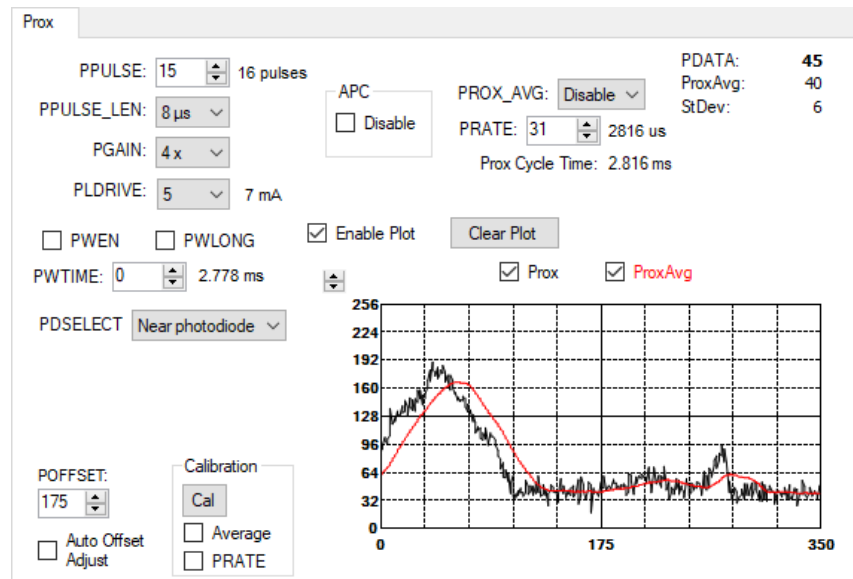 Prox
PPULSE: 15 16 pulses
PPULSE_LEN: 8 µs
PGAIN: 4 x
PLDRIVE: 5 7 mA
APC
Disable
PROX_AVG: Disable
PRATE: 31 2816 us
Prox Cycle Time: 2.816 ms
PDATA: 45
ProxAvg: 40
StDev: 6
PWEN PWLONG
PWTIME: 0 2.778 ms
PDSELECT Near photodiode
Enable Plot Clear Plot
Prox ProxAvg
256
224
192
160
128
96
64
32
0
0 175 350
POFFSET:
175
Auto Offset
Adjust
Calibration
Cal
Average
PRATE